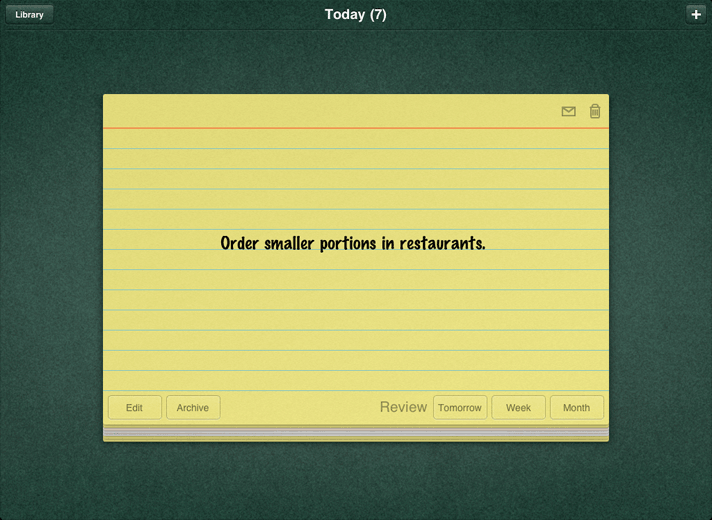 Library Today (7) +
Order smaller portions in restaurants.
Edit Archive Review Tomorrow Week Month